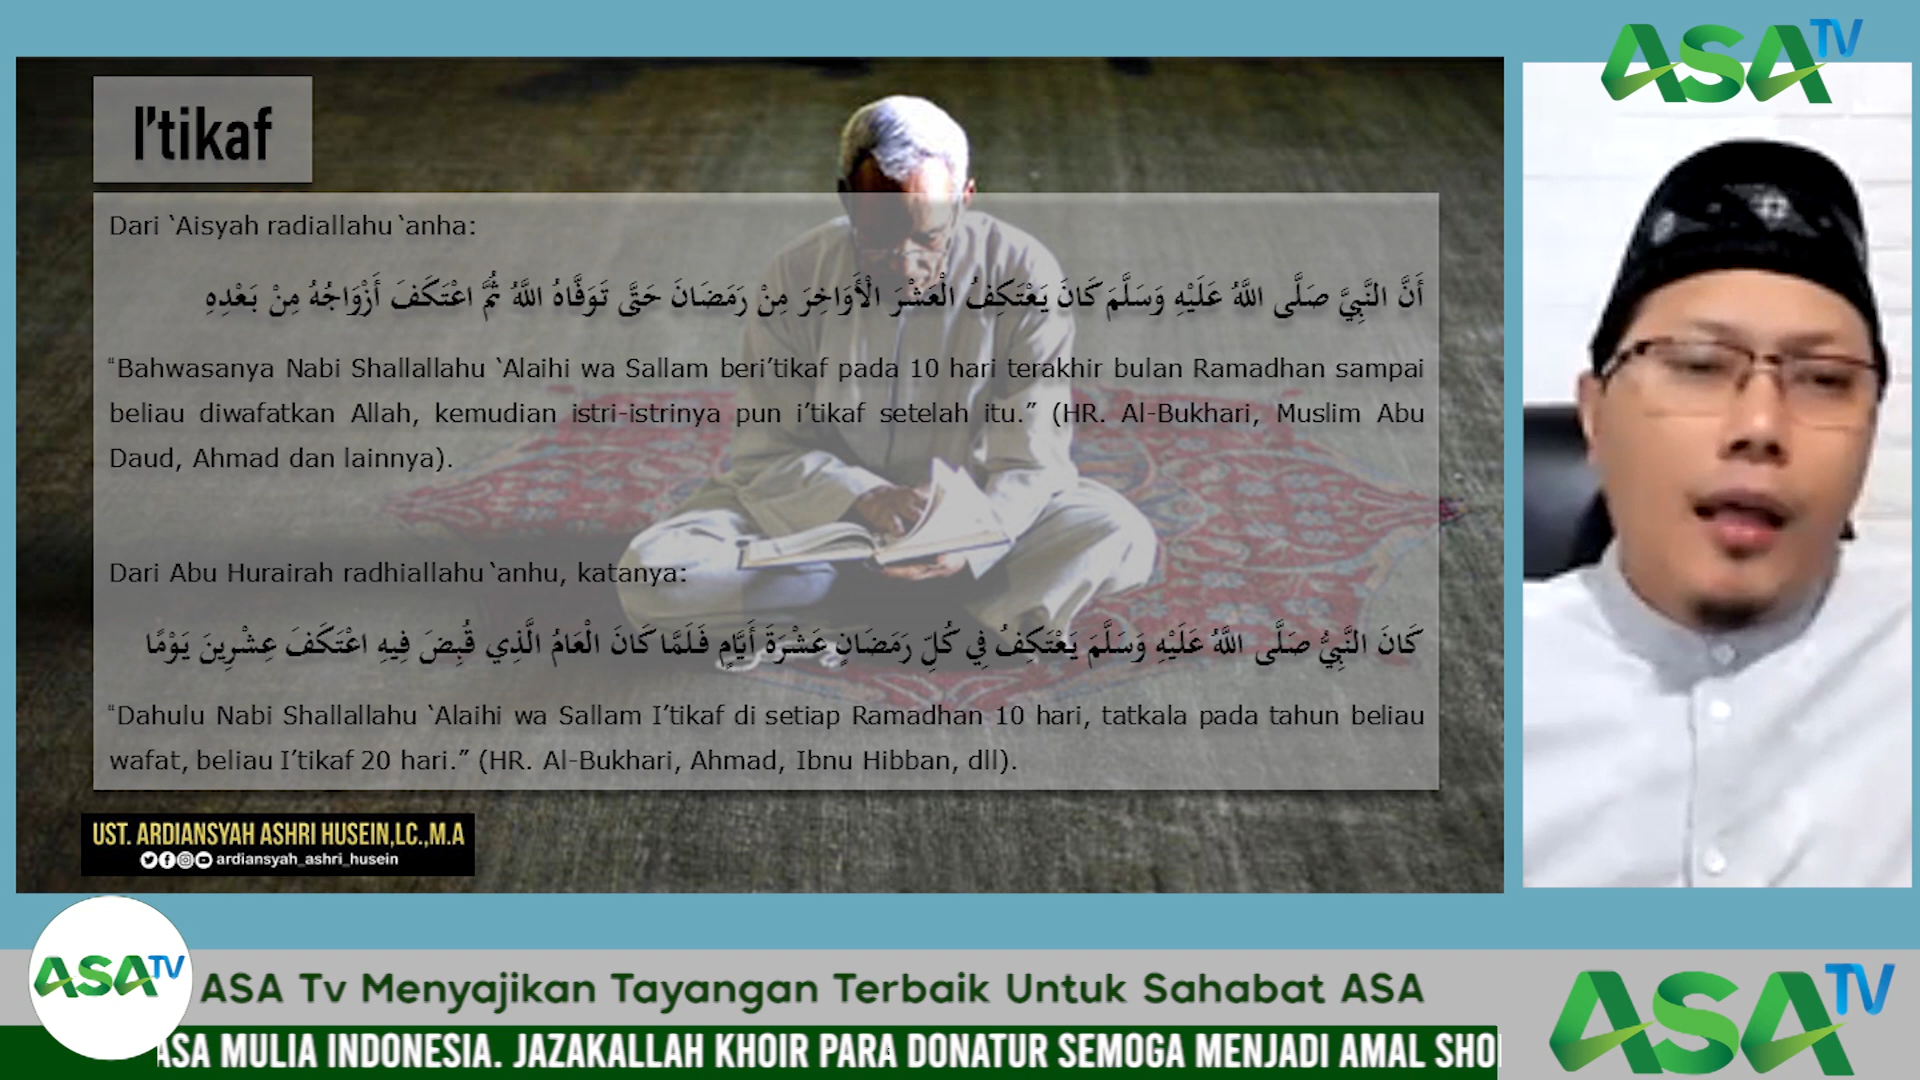 ASA TV
I'tikaf
Dari 'Aisyah radiallahu 'anha:
أَنَّ النَّبِيَّ صَلَّى اللَّهُ عَلَيْهِ وَسَلَّمَ كَانَ يَعْتَكِفُ الْعَشْرَ الْأَوَاخِرَ مِنْ رَمَضَانَ حَتَّى تَوَفَّاهُ اللَّهُ ثُمَّ اعْتَكَفَ أَزْوَاجُهُ مِنْ بَعْدِهِ
"Bahwasanya Nabi Shallallahu 'Alaihi wa Sallam beri'tikaf pada 10 hari terakhir bulan Ramadhan sampai
beliau diwafatkan Allah, kemudian istri-istrinya pun i'tikaf setelah itu." (HR. Al-Bukhari, Muslim Abu
Daud, Ahmad dan lainnya).
Dari Abu Hurairah radhiallahu 'anhu, katanya:
كَانَ النَّبِيُّ صَلَّى اللَّهُ عَلَيْهِ وَسَلَّمَ يَعْتَكِفُ فِي كُلِّ رَمَضَانٍ عَشْرَةَ أَيَّامٍ فَلَمَّا كَانَ الْعَامُ الَّذِي قُبِضَ فِيهِ اعْتَكَفَ عِشْرِينَ يَوْمًا
"Dahulu Nabi Shallallahu 'Alaihi wa Sallam I'tikaf di setiap Ramadhan 10 hari, tatkala pada tahun beliau
wafat, beliau I'tikaf 20 hari." (HR. Al-Bukhari, Ahmad, Ibnu Hibban, dll).
UST. ARDIANSYAH ASHRI HUSEIN,LC.,M.A
ardiansyah_ashri_husein
ASA TV
ASA Tv Menyajikan Tayangan Terbaik Untuk Sahabat ASA
ASA MULIA INDONESIA. JAZAKALLAH KHOIR PARA DONATUR SEMOGA MENJADI AMAL SHO
ASA TV